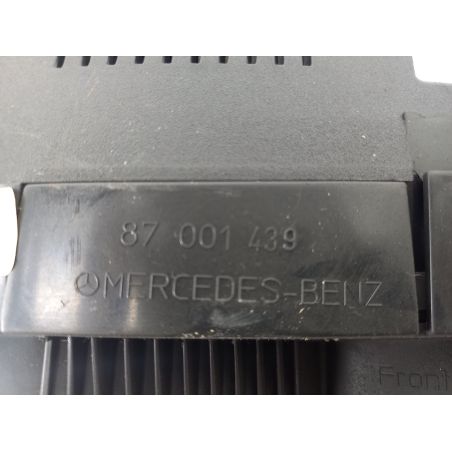 87 001 439
MERCEDES-BENZ
Front